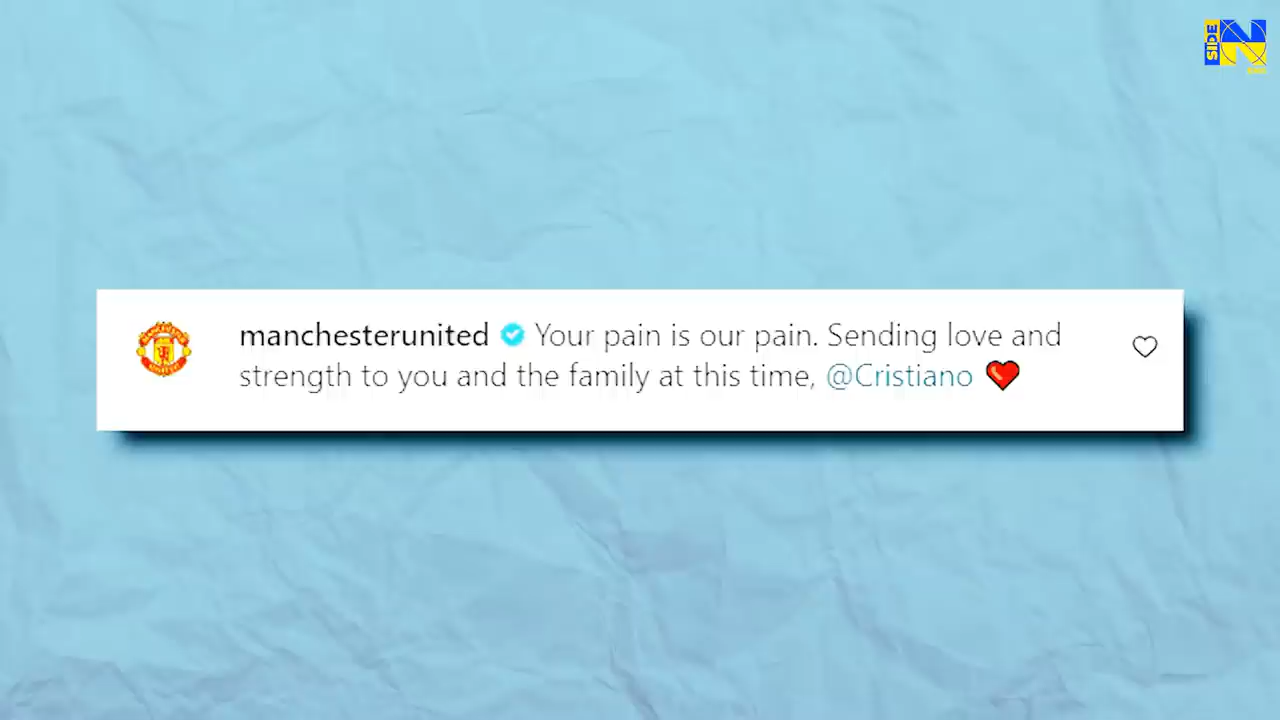 SIDE
N
manchesterunited Your pain is our pain. Sending love and
strength to you and the family at this time, @Cristiano